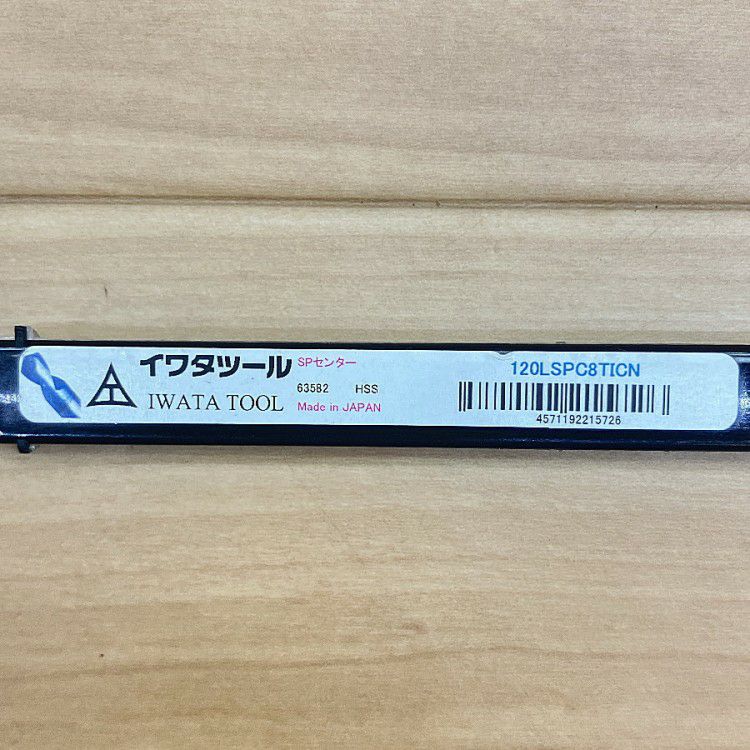 イワタツール
IWATA TOOL
SPセンター
63582 HSS
Made in JAPAN
120LSPC8TICN
4571192215726